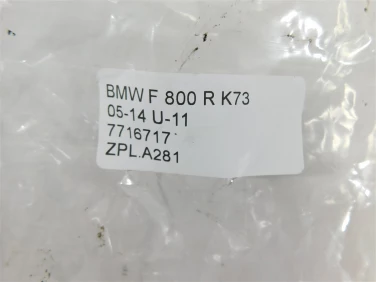 BMW F 800 R K73
05-14 U-11
7716717
ZPL.A281